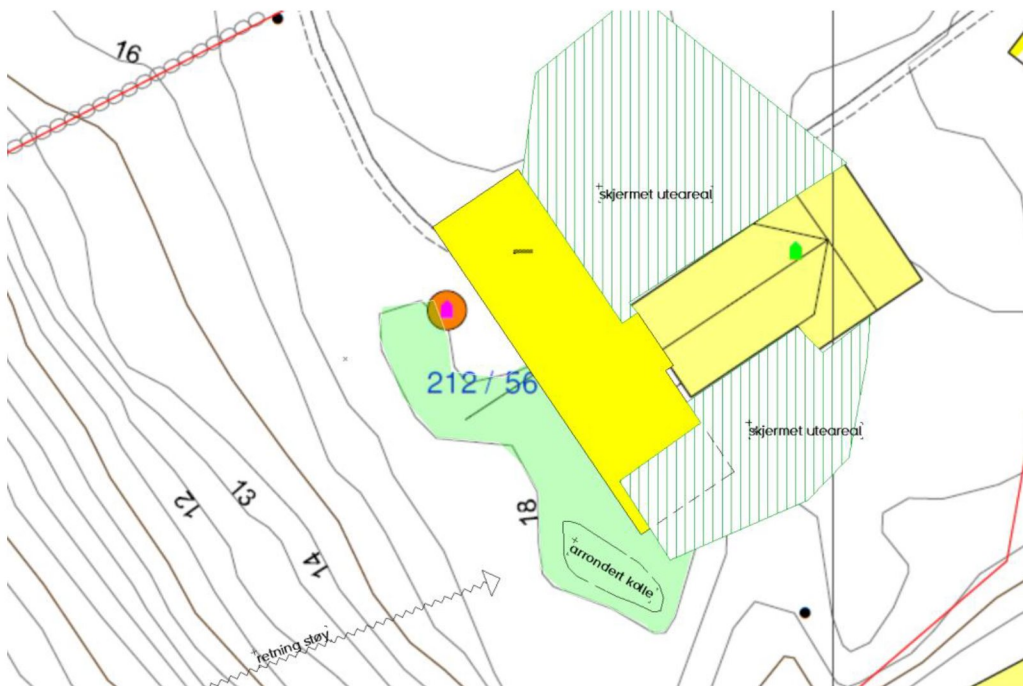 16
skjermet uteareal
212 / 56
skjermet uteareal
12
13
18
14
arrondert kolle
retning støy